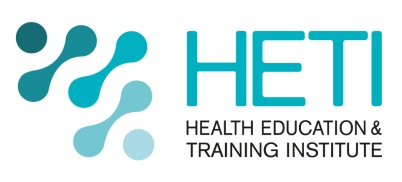 HETI
HEALTH EDUCATION &
TRAINING INSTITUTE